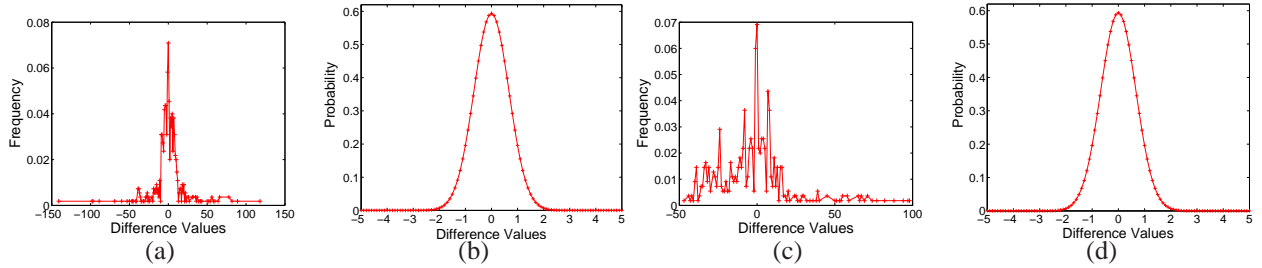 0.08
0.06
0.04
0.02
0
Frequency
−150 −100 −50 0 50 100 150
Difference Values
(a)
0.6
0.5
0.4
0.3
0.2
0.1
0
Probability
−5 −4 −3 −2 −1 0 1 2 3 4 5
Difference Values
(b)
0.07
0.06
0.05
0.04
0.03
0.02
0.01
0
Frequency
−50 0 50 100
Difference Values
(c)
0.6
0.5
0.4
0.3
0.2
0.1
0
Probability
−5 −4 −3 −2 −1 0 1 2 3 4 5
Difference Values
(d)